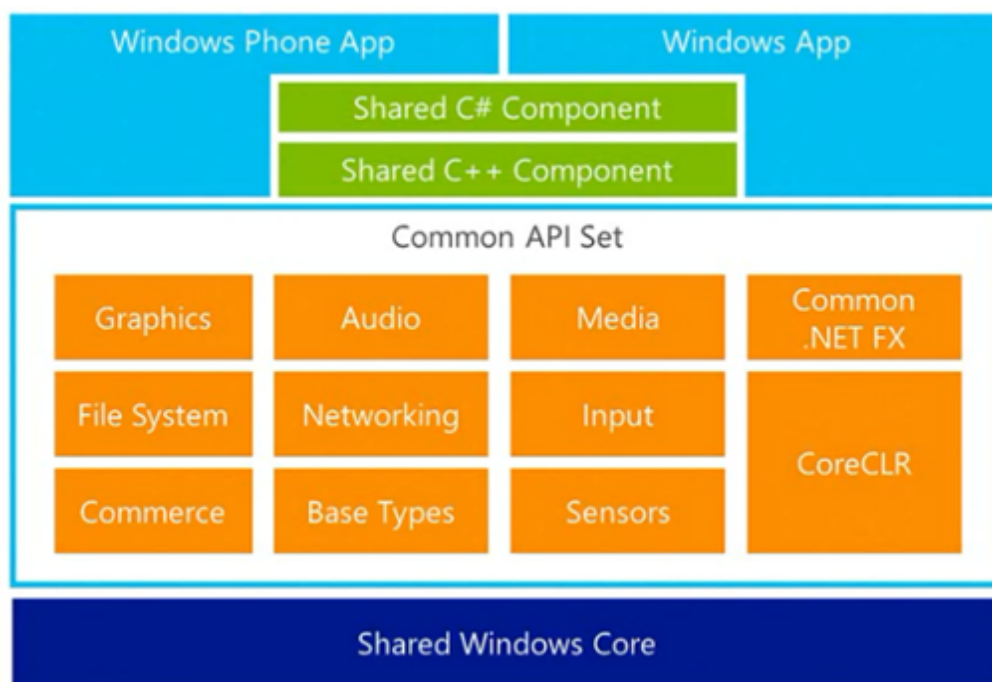 Windows Phone App
Windows App
Shared C# Component
Shared C++ Component
Common API Set
Graphics
Audio
Media
Common
.NET FX
File System
Networking
Input
CoreCLR
Commerce
Base Types
Sensors
Shared Windows Core